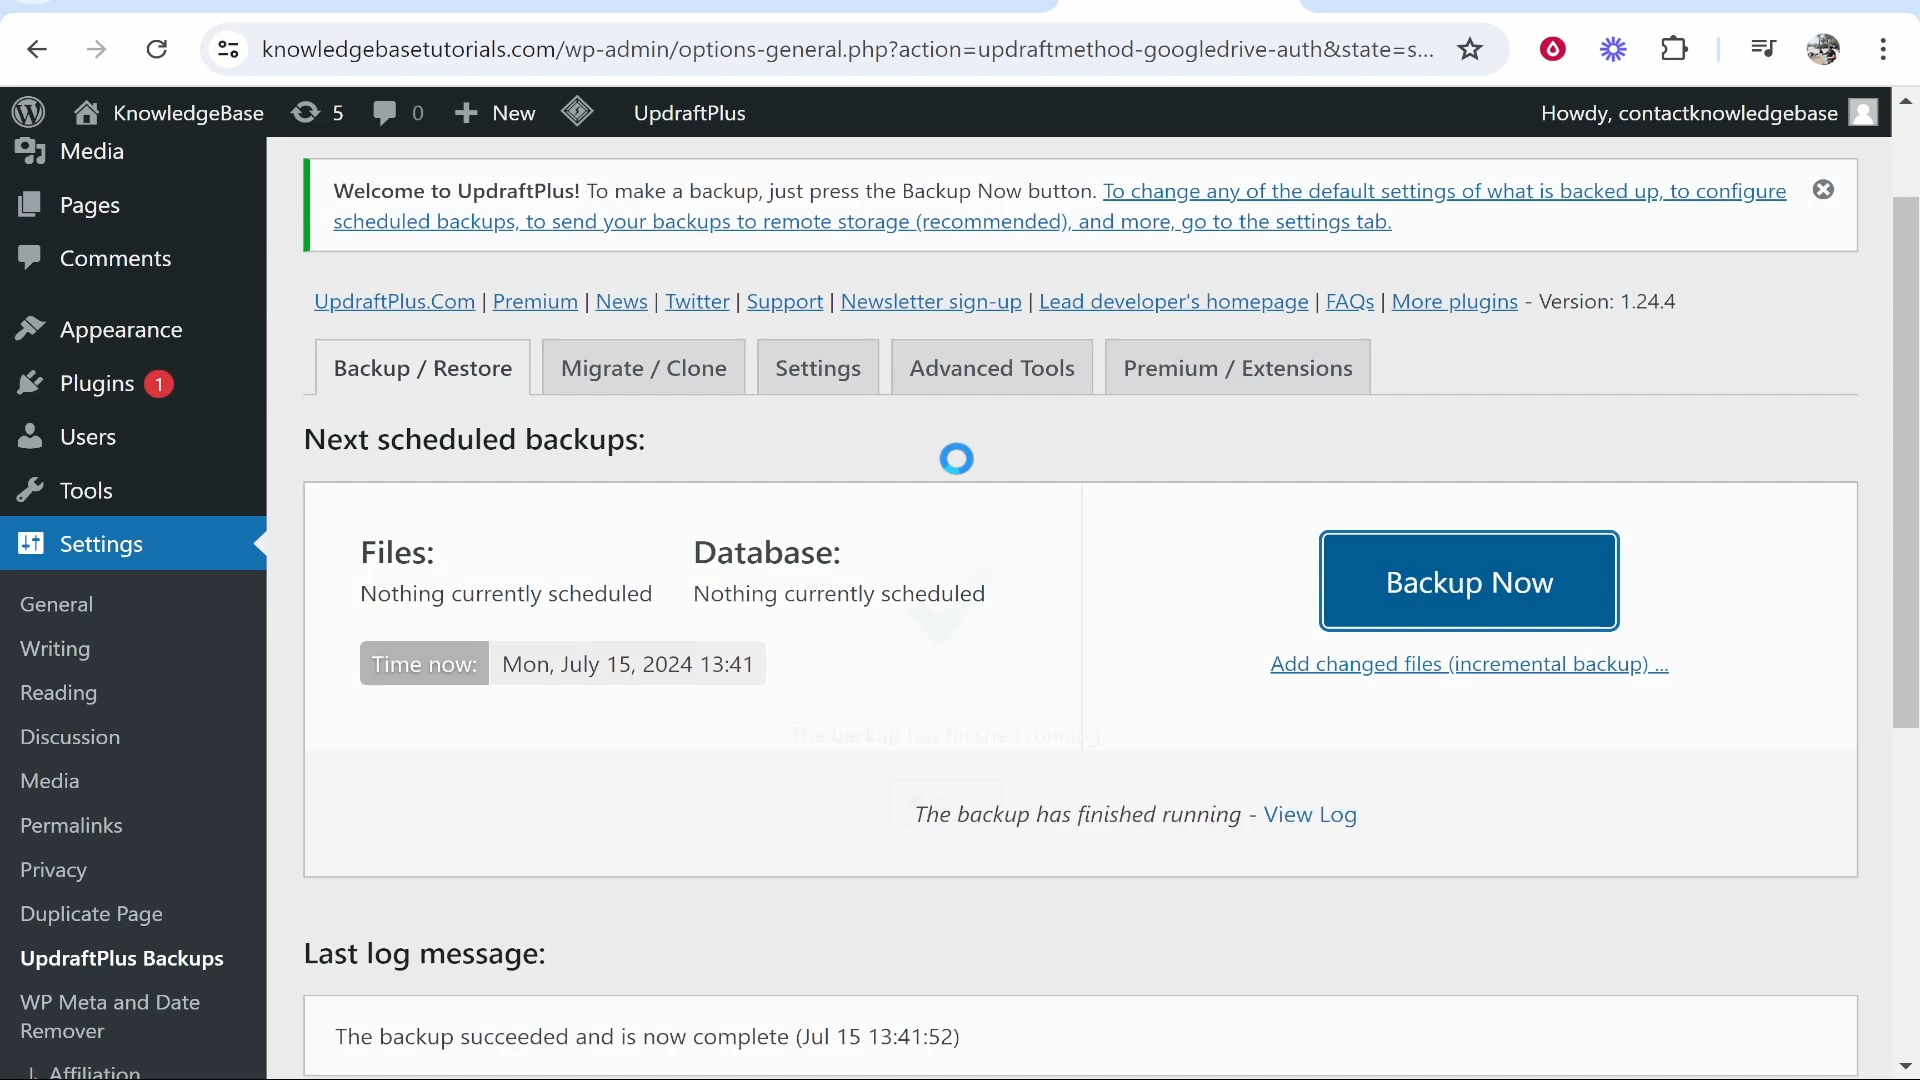 knowledgebasetutorials.com/wp-admin/options-general.php?action=updraftmethod-googledrive-auth&state=s...
KnowledgeBase 5 0 New UpdraftPlus Howdy, contactknowledgebase
Media
Pages
Comments
Appearance
Plugins 1
Users
Tools
Settings
General
Writing
Reading
Discussion
Media
Permalinks
Privacy
Duplicate Page
UpdraftPlus Backups
WP Meta and Date
Remover
Affiliation
Welcome to UpdraftPlus! To make a backup, just press the Backup Now button. To change any of the default settings of what is backed up, to configure
scheduled backups, to send your backups to remote storage (recommended), and more, go to the settings tab.
UpdraftPlus.Com | Premium | News | Twitter | Support | Newsletter sign-up | Lead developer's homepage | FAQs | More plugins - Version: 1.24.4
Backup / Restore Migrate / Clone Settings Advanced Tools Premium / Extensions
Next scheduled backups:
Files: Database:
Nothing currently scheduled Nothing currently scheduled
Time now: Mon, July 15, 2024 13:41
Backup Now
Add changed files (incremental backup) ...
The backup has finished running
The backup has finished running - View Log
Last log message:
The backup succeeded and is now complete (Jul 15 13:41:52)